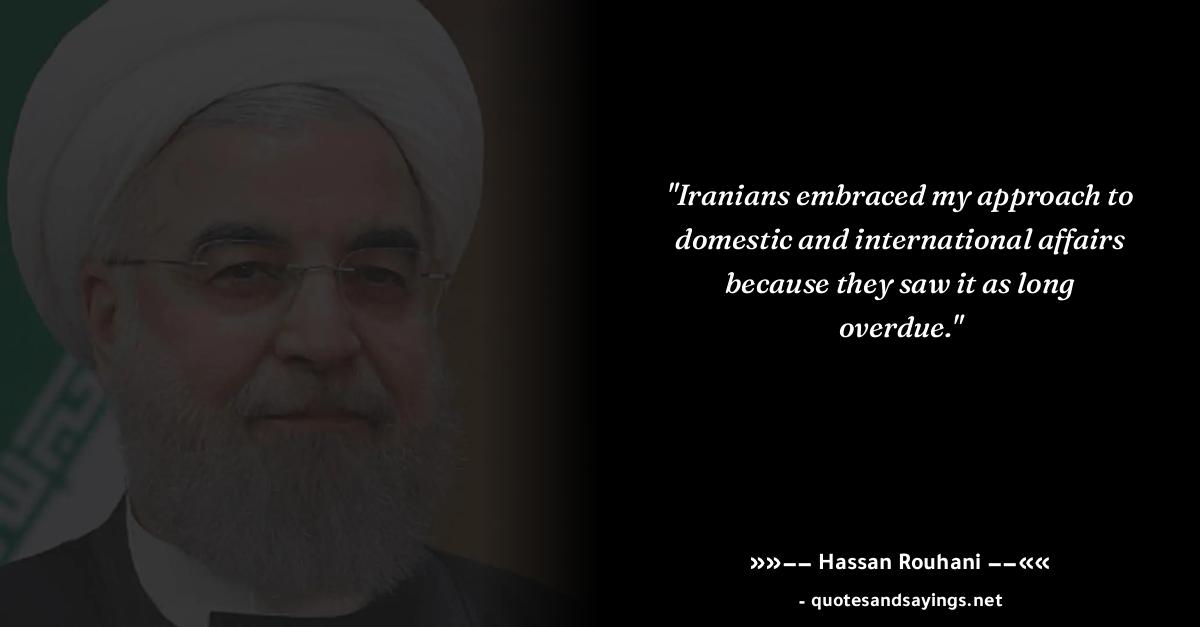 "Iranians embraced my approach to
domestic and international affairs
because they saw it as long
overdue."
»»−− Hassan Rouhani −−««
- quotesandsayings.net